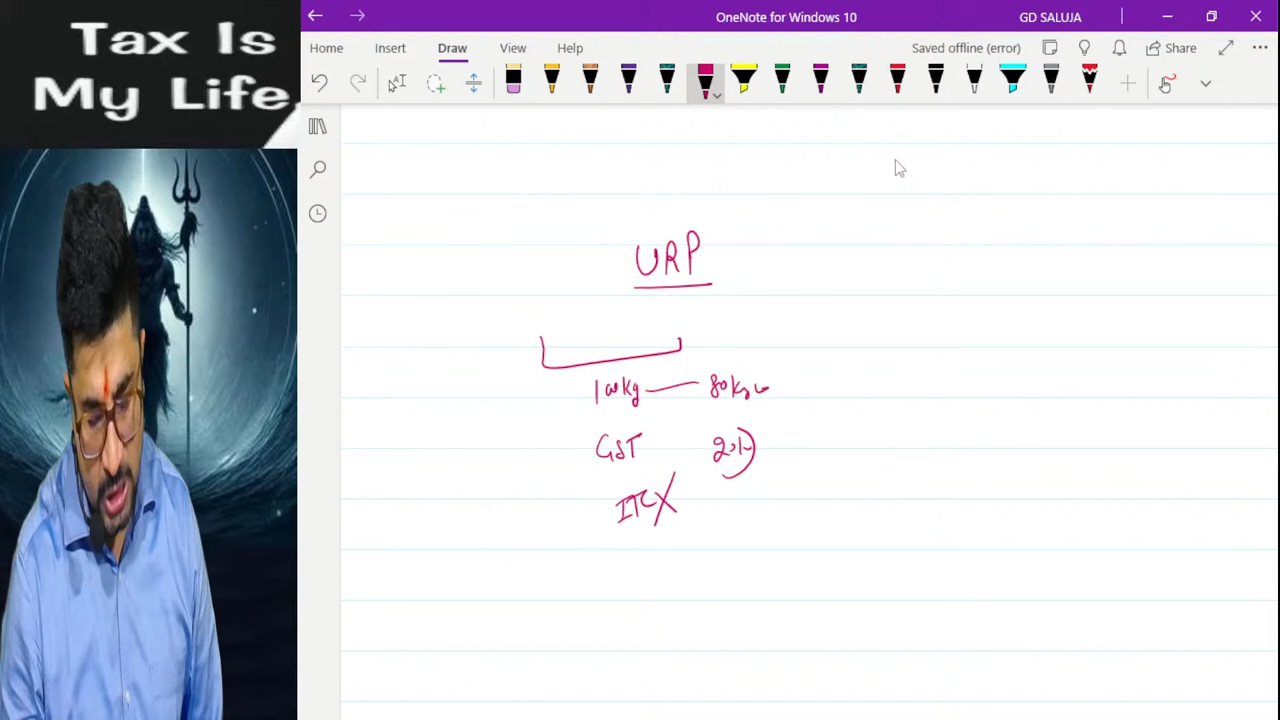 Tax Is
My Life.
OneNote for Windows 10
GD SALUJA
Home Insert Draw View Help
Saved offline (error)
Share
URP
100kg — 80kgs
GST
ITC X